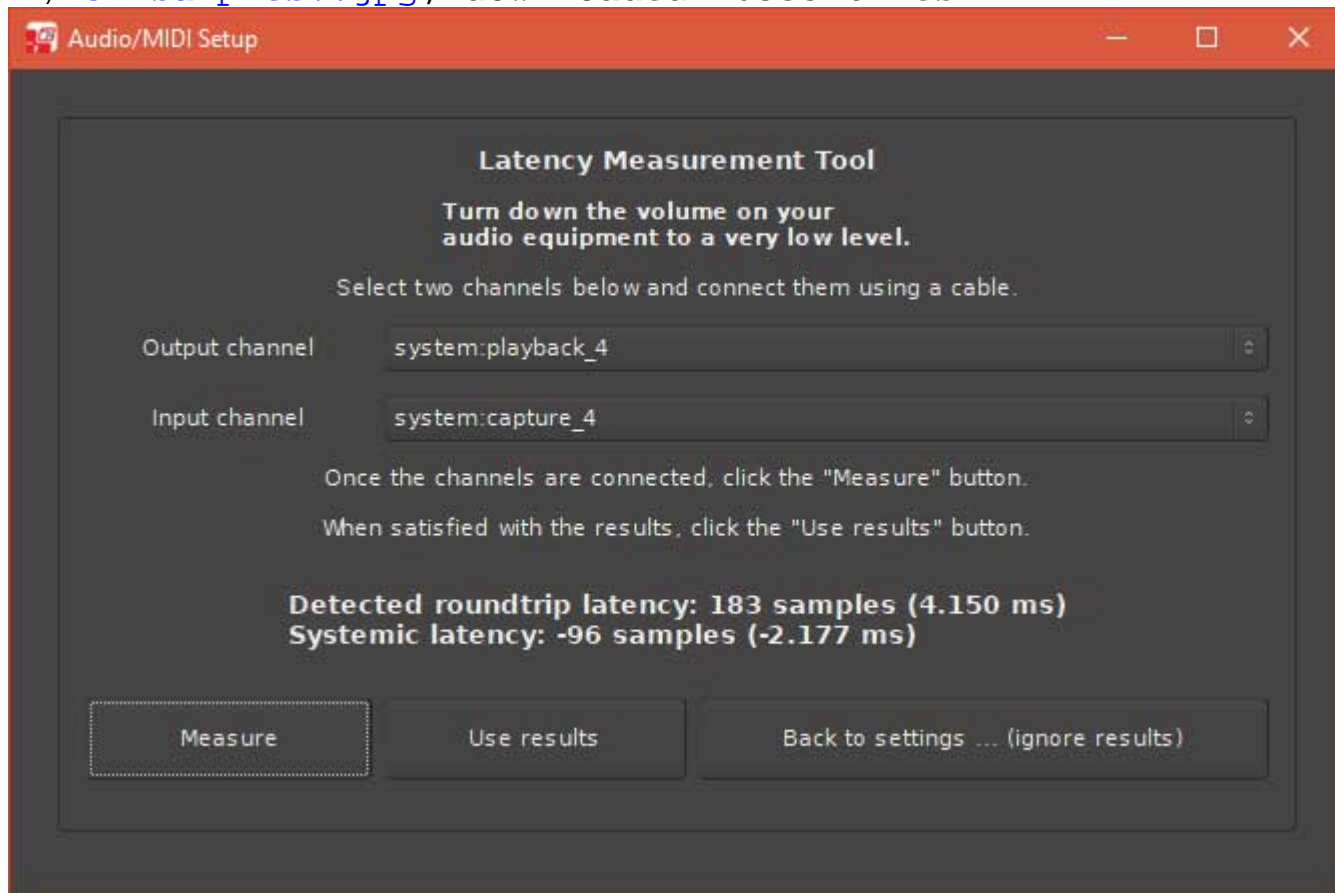 Audio/MIDI Setup
Latency Measurement Tool
Turn down the volume on your
audio equipment to a very low level.
Select two channels below and connect them using a cable.
Output channel system:playback_4
Input channel system:capture_4
Once the channels are connected, click the "Measure" button.
When satisfied with the results, click the "Use results" button.
Detected roundtrip latency: 183 samples (4.150 ms)
Systemic latency: -96 samples (-2.177 ms)
Measure Use results Back to settings ... (ignore results)